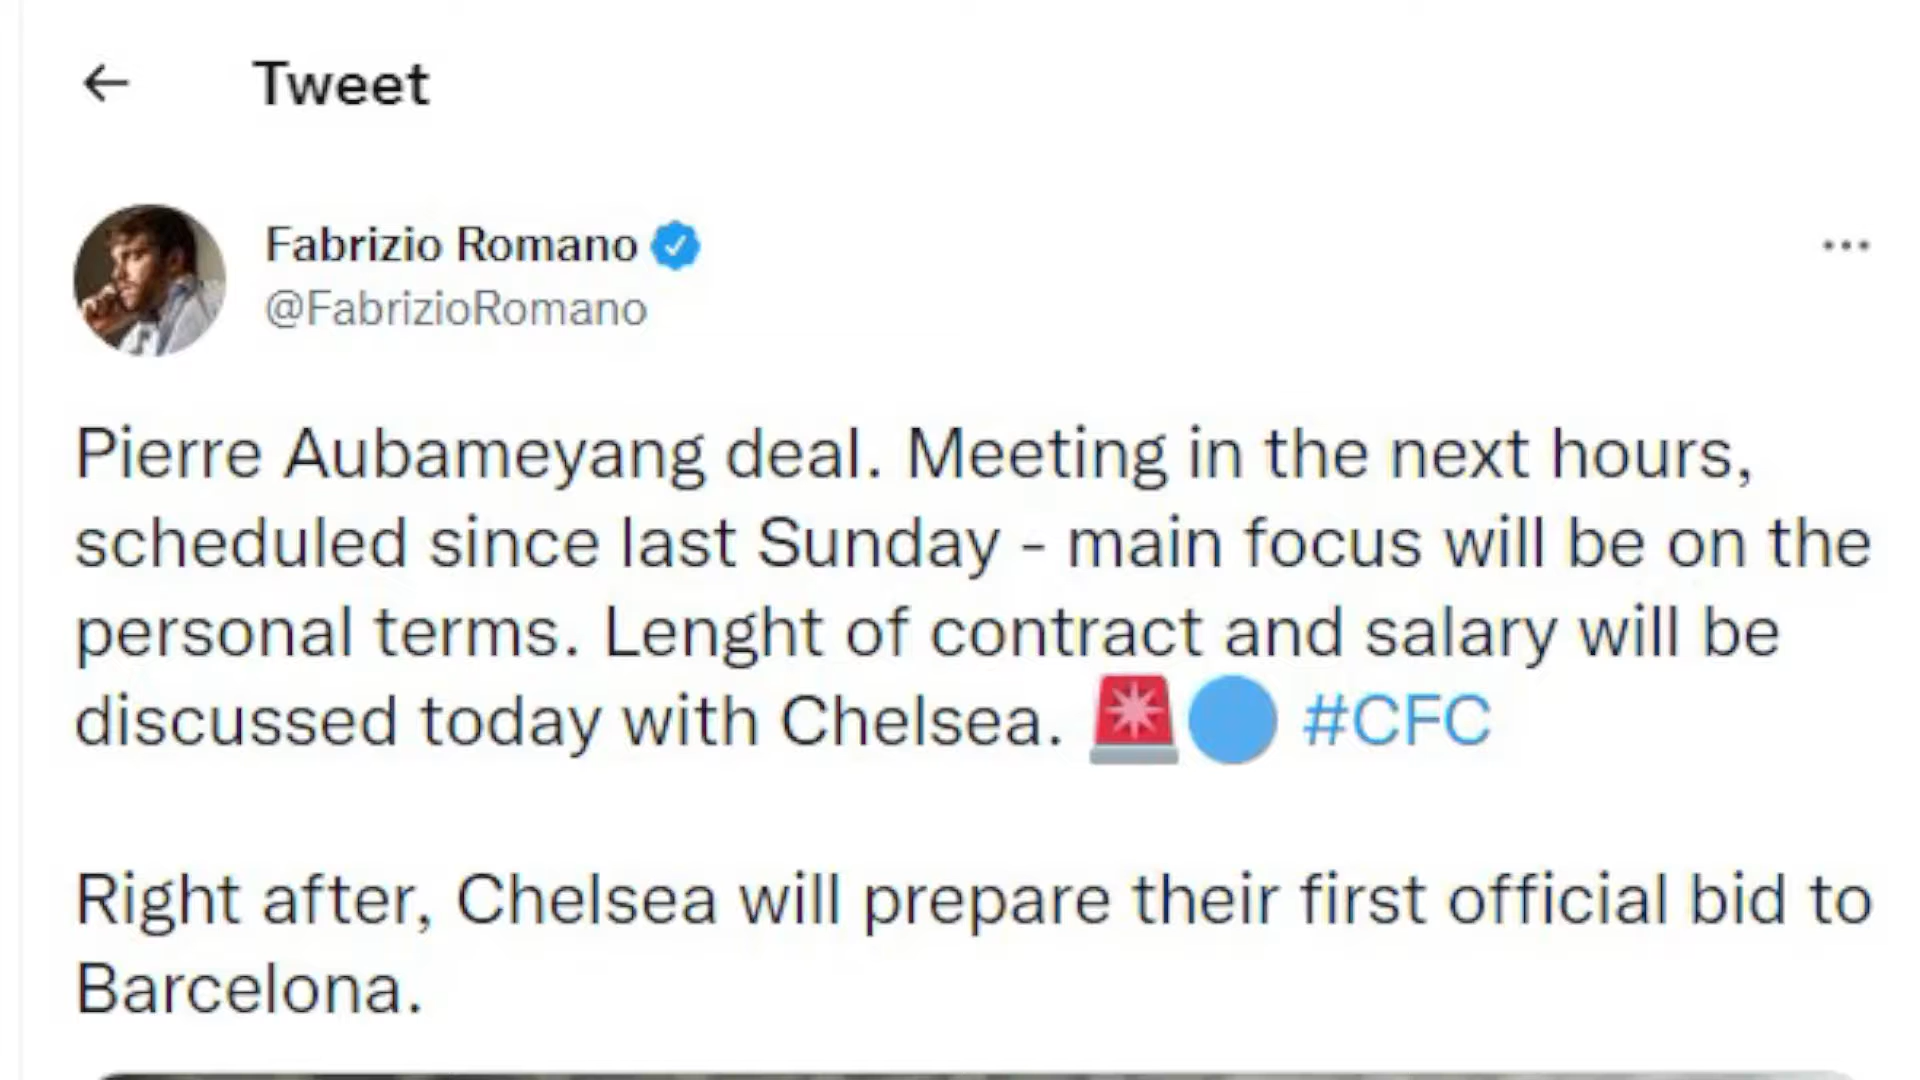 Tweet
Fabrizio Romano
@FabrizioRomano
Pierre Aubameyang deal. Meeting in the next hours,
scheduled since last Sunday - main focus will be on the
personal terms. Lenght of contract and salary will be
discussed today with Chelsea. 🚨🔵 #CFC
Right after, Chelsea will prepare their first official bid to
Barcelona.